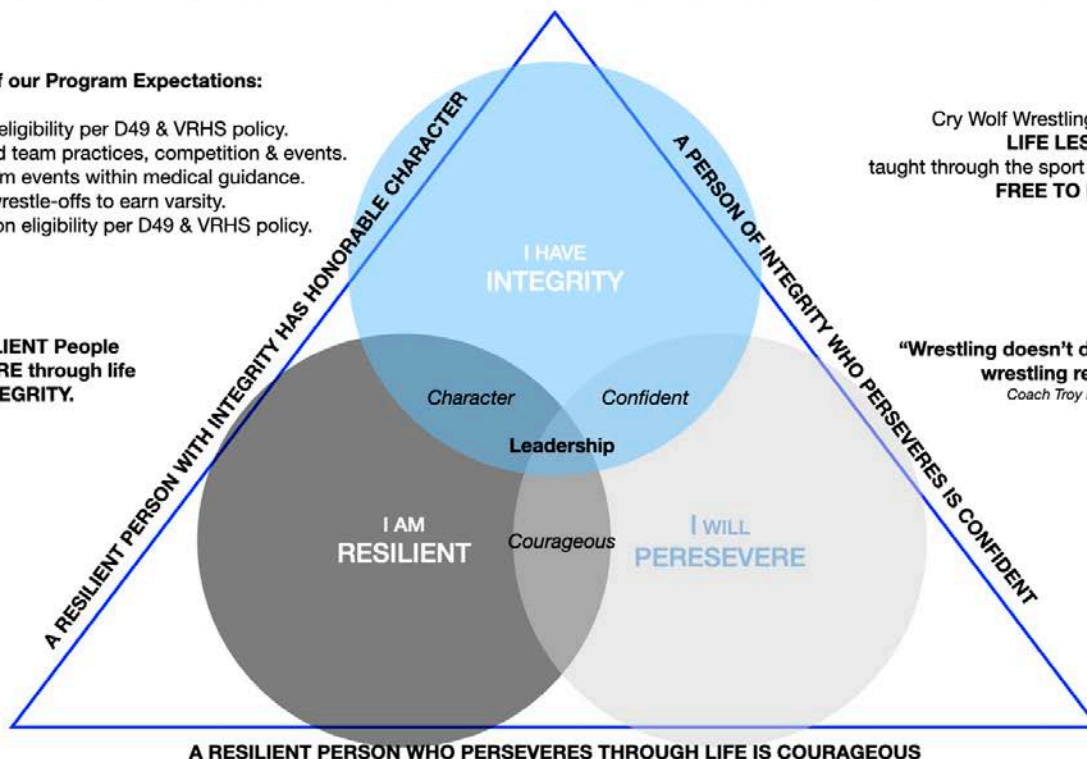 f our Program Expectations:
eligibility per D49 & VRHS policy.
d team practices, competition & events.
m events within medical guidance.
wrestle-offs to earn varsity.
on eligibility per D49 & VRHS policy.
LIENT People
RE through life
EGRITY.
A RESILIENT PERSON WITH INTEGRITY HAS HONORABLE CHARACTER
I HAVE
INTEGRITY
Character
Confident
Leadership
I AM
RESILIENT
Courageous
I WILL
PERESEVERE
A PERSON OF INTEGRITY WHO PERSEVERES IS CONFIDENT
Cry Wolf Wrestling
LIFE LES
taught through the sport
FREE TO
“Wrestling doesn’t d
wrestling re
Coach Troy
A RESILIENT PERSON WHO PERSEVERES THROUGH LIFE IS COURAGEOUS